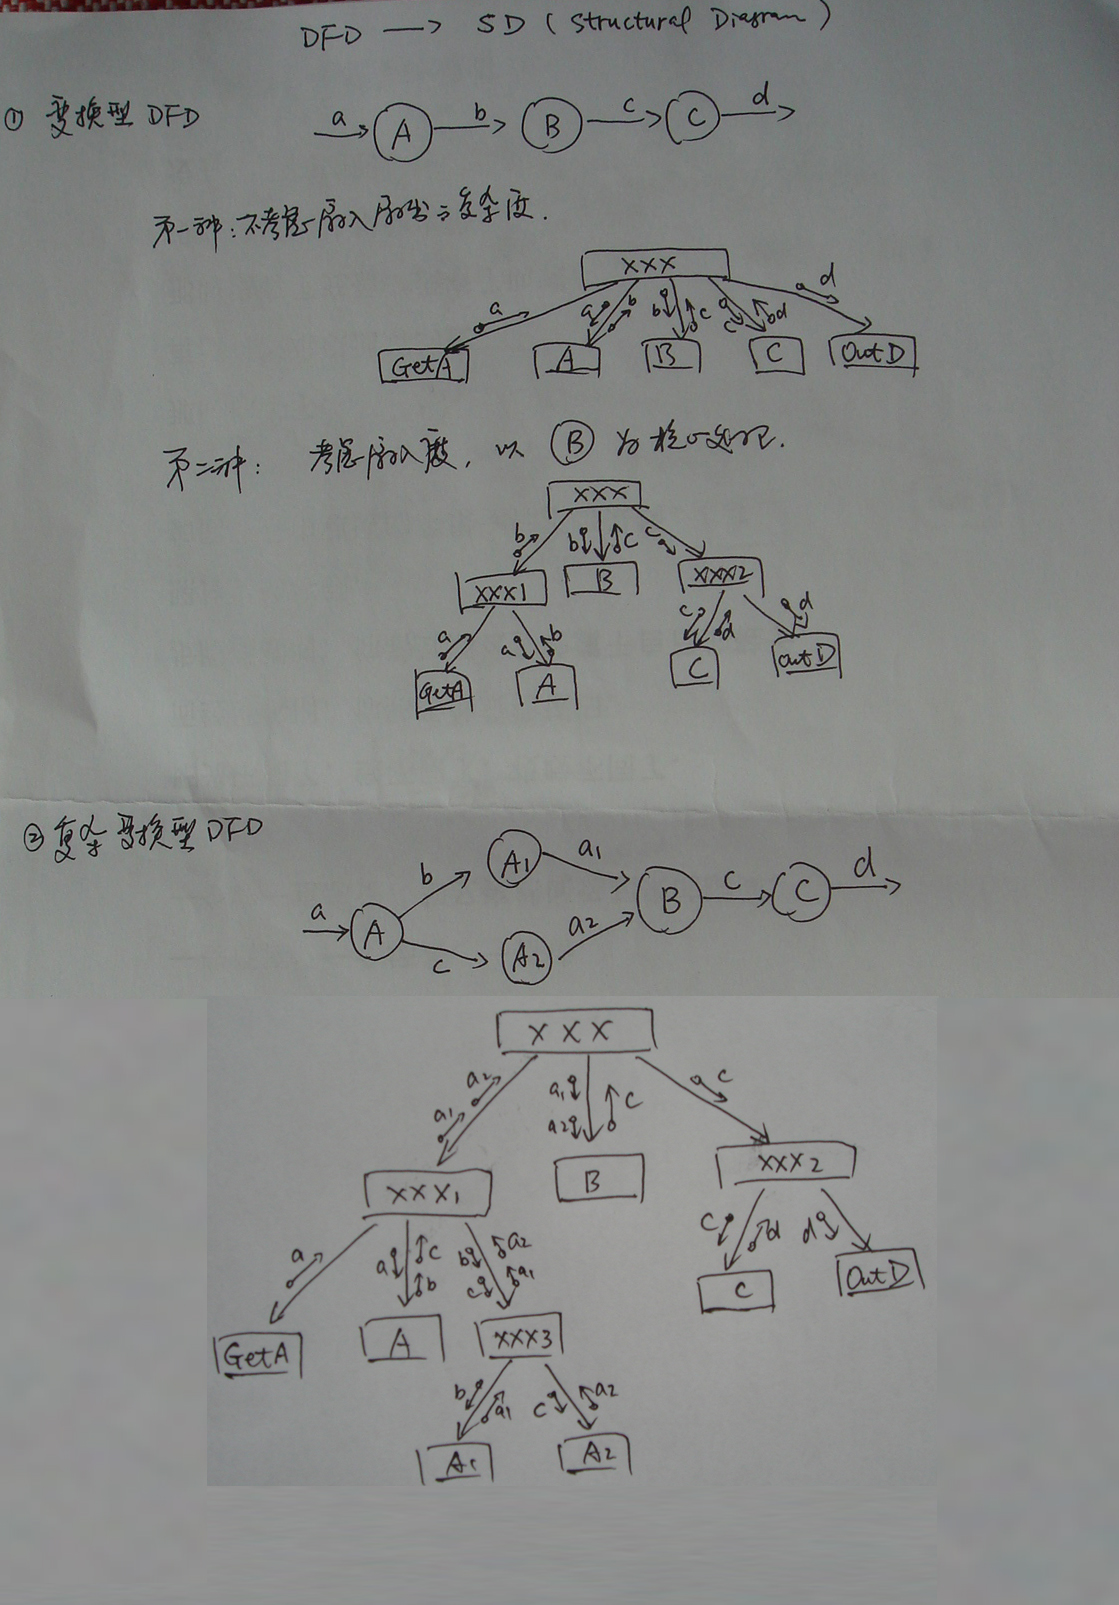 DFD → SD ( Structural Diagram )
① 变换型 DFD
a A b B c C d
第一种：不考虑扇入扇出与复杂度．
XXX
a a b b c c bd d
GetA A B C OutD
第二种： 考虑扇入度，以 B 为核心处理．
XXX
b b c c
XXX1 B XXX2
a a b c d d
GetA A C OutD
② 复杂变换型 DFD
a A b A1 a1 B c C d
c A2 a2
X X X
a1 a2 a1 a2 c c
XXX1 B XXX2
a a c b b c a2 a1 c d d
GetA A XXX3 C OutD
b a1 c a2
A1 A2